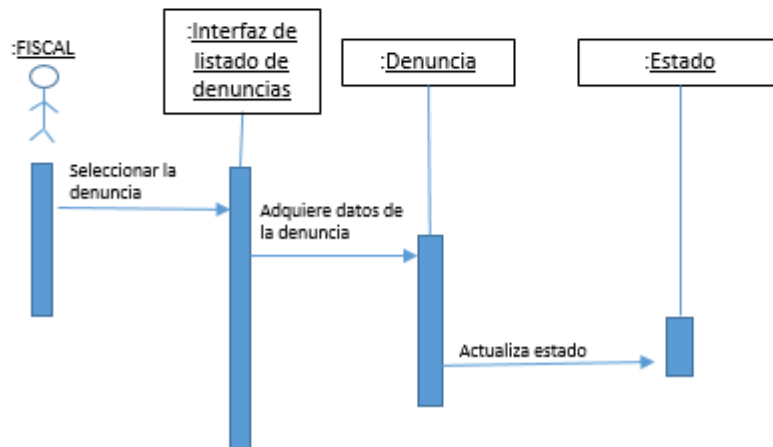 :FISCAL
:Interfaz de
listado de
denuncias
:Denuncia
:Estado
Seleccionar la
denuncia
Adquiere datos de
la denuncia
Actualiza estado